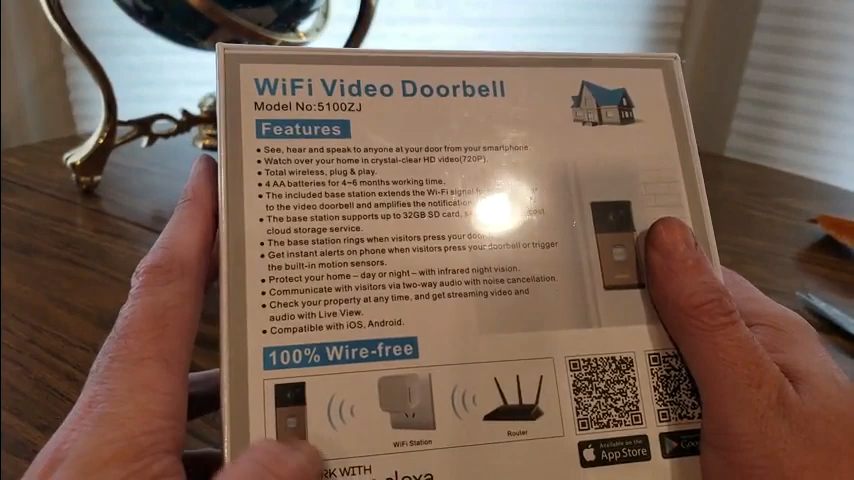 WiFi Video Doorbell
Model No:5100ZJ
Features
• See, hear and speak to anyone at your door from your smartphone.
• Watch over your home in crystal-clear HD video(720P).
• Total wireless, plug & play.
• 4 AA batteries for 4-6 months working time.
• The included base station extends the Wi-Fi signal
to the video doorbell and amplifies the notification
• The base station supports up to 32GB SD card,
cloud storage service.
• The base station rings when visitors press your
• Get instant alerts on phone when visitors press your doorbell or trigger
the built-in motion sensors.
• Protect your home – day or night – with infrared night vision.
• Communicate with visitors via two-way audio with noise cancellation.
• Check your property at any time, and get streaming video and
audio with Live View.
• Compatible with iOS, Android.
100% Wire-free
WiFi Station
Router
Available on the
App Store
WITH
alexa